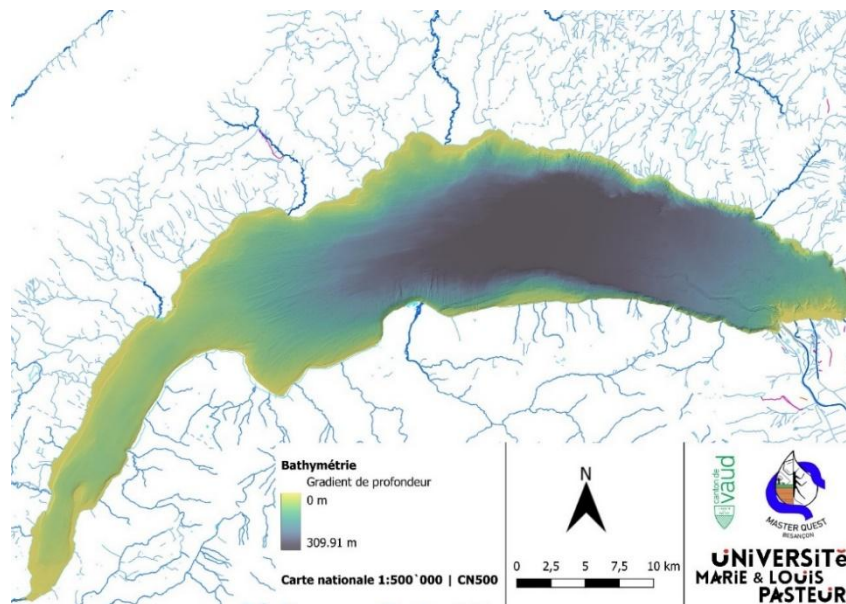 Bathymétrie
Gradient de profondeur
0 m
309.91 m
Carte nationale 1:500`000 | CN500
N
0 2,5 5 7,5 10 km
canton de
vaud
MASTER QUEST
BESANÇON
UNIVERSITÉ
MARIE & LOUIS
PASTEUR